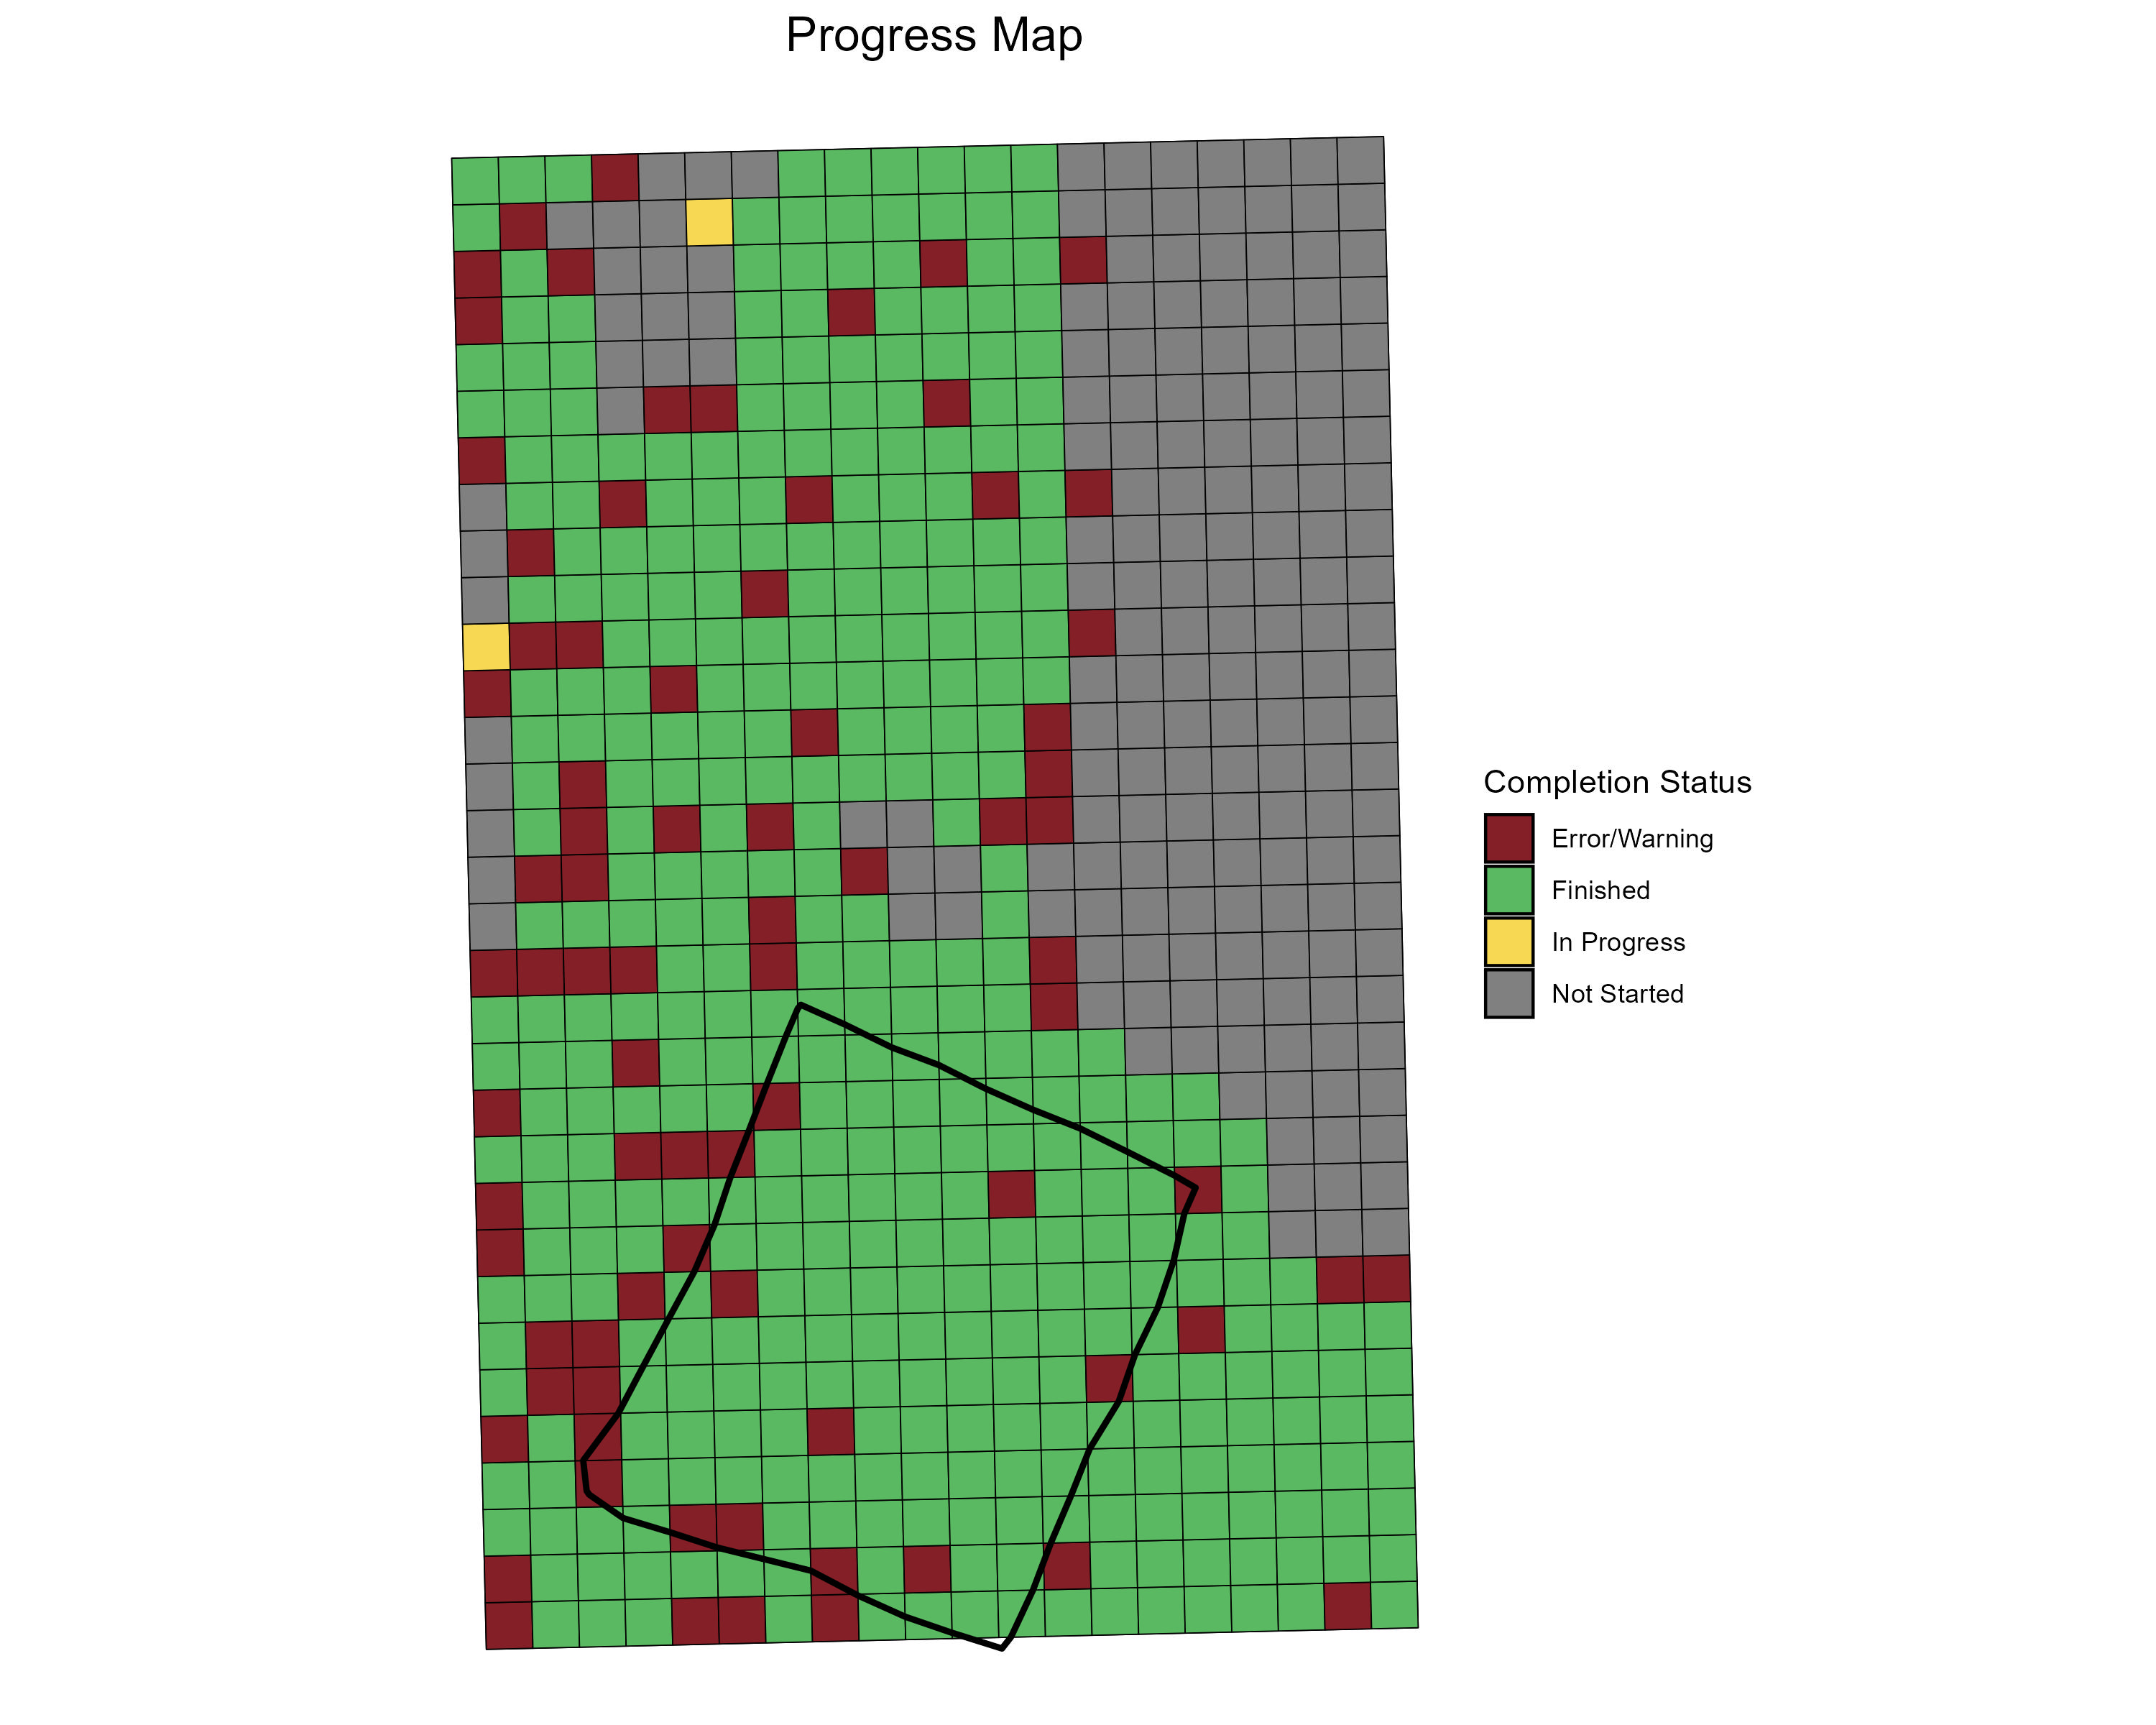 Progress Map
Completion Status
Error/Warning
Finished
In Progress
Not Started